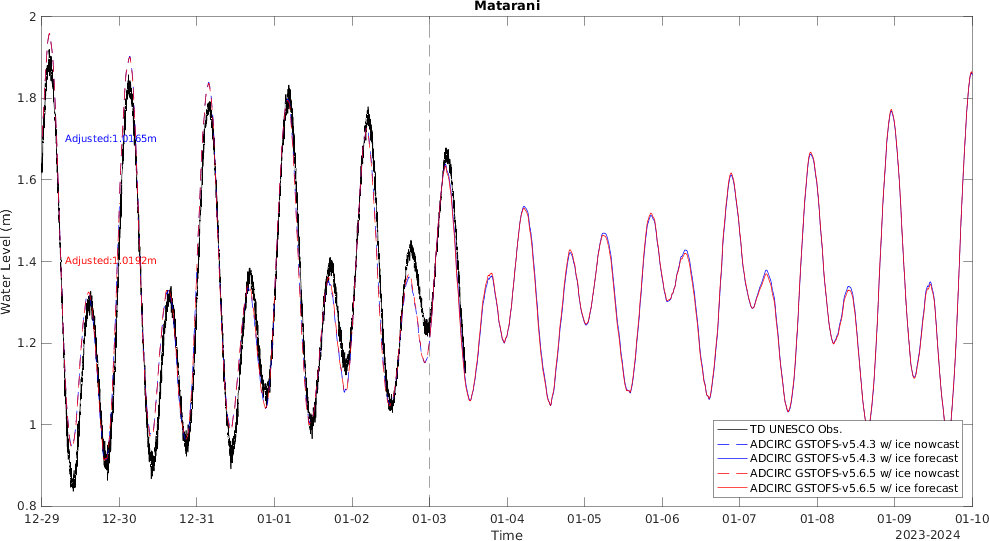 Matarani
2
1.8
1.6
1.4
1.2
1
0.8
Water Level (m)
Adjusted:1.0165m
Adjusted:1.0192m
12-29 12-30 12-31 01-01 01-02 01-03 01-04 01-05 01-06 01-07 01-08 01-09 01-10
Time
2023-2024
TD UNESCO Obs.
ADCIRC GSTOFS-v5.4.3 w/ ice nowcast
ADCIRC GSTOFS-v5.4.3 w/ ice forecast
ADCIRC GSTOFS-v5.6.5 w/ ice nowcast
ADCIRC GSTOFS-v5.6.5 w/ ice forecast